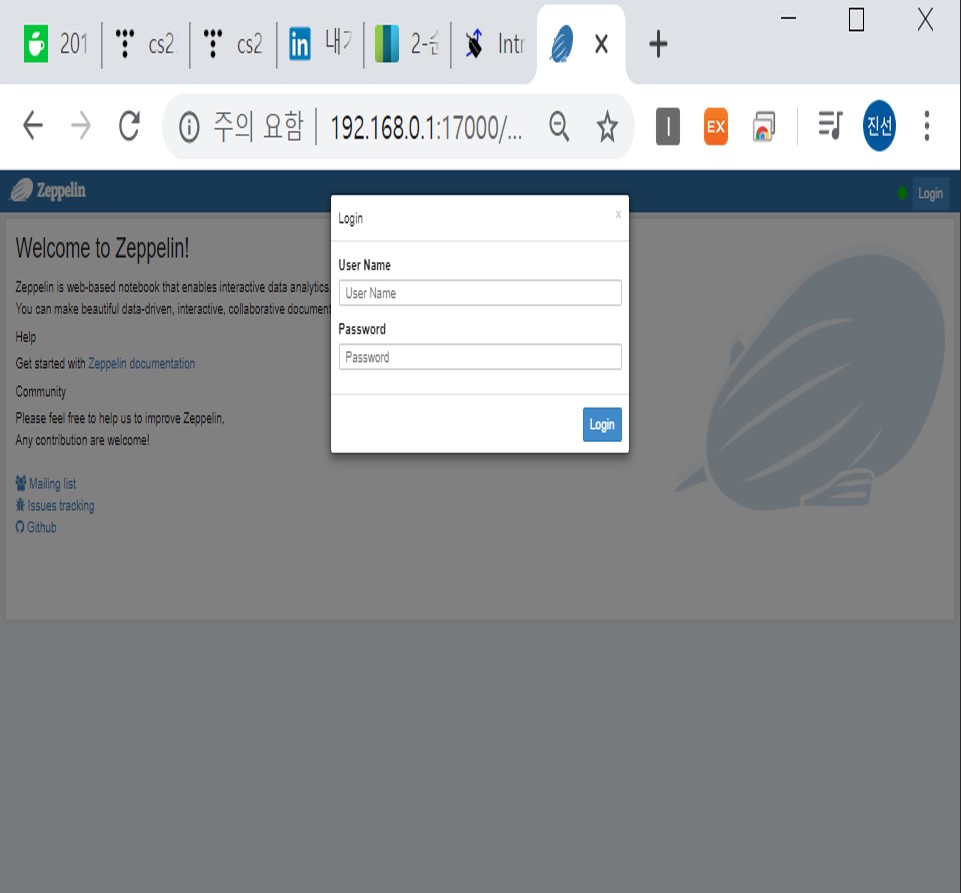 201
cs2
cs2
in
2-
Intr
주의 요함
192.168.0.1:17000/...
I
EX
진선
Zeppelin
Login
Login
x
User Name
User Name
Password
Password
Login
Welcome to Zeppelin!
Zeppelin is web-based notebook that enables interactive data analytics.
You can make beautiful data-driven, interactive, collaborative document
Help
Get started with Zeppelin documentation
Community
Please feel free to help us to improve Zeppelin,
Any contribution are welcome!
Mailing list
Issues tracking
Github